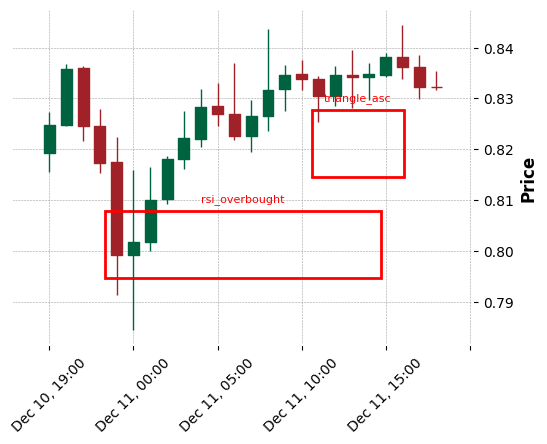 0.84
0.83
triangle_asc
0.82
0.81
rsi_overbought
0.80
0.79
Price
Dec 10, 19:00
Dec 11, 00:00
Dec 11, 05:00
Dec 11, 10:00
Dec 11, 15:00